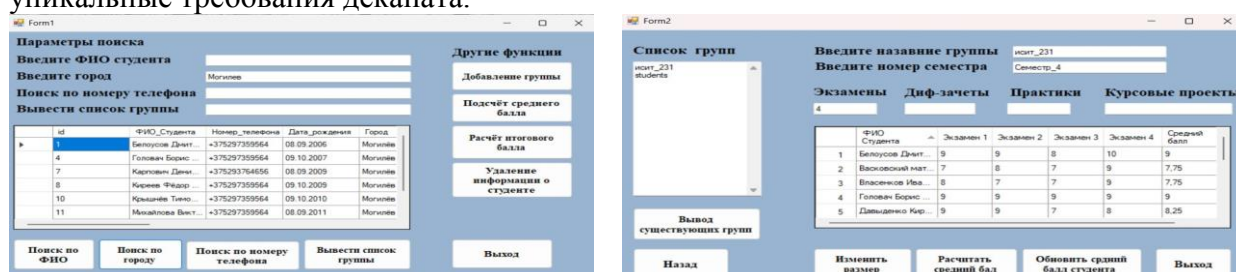 уникальные требования деканата.
Form1
Параметры поиска
Введите ФИО студента
Введите город
Могилев
Поиск по номеру телефона
Вывести список группы
Другие функции
Добавление группы
Подсчёт среднего
балла
Расчёт итогового
балла
Удаление
информации о
студенте
Выход
id ФИО_Студента Номер_телефона Дата_рождения Город
1 Белоусов Дмит... +375297359564 08.09.2006 Могилёв
4 Головач Борис ... +375297359564 09.10.2007 Могилёв
7 Карпович Дени... +375293764656 08.09.2009 Могилёв
8 Киреев Фёдор ... +375297359564 09.10.2009 Могилёв
10 Крышнёв Тимо... +375297359564 09.10.2010 Могилёв
11 Михайлова Викт... +375297359564 08.09.2011 Могилёв
Поиск по
ФИО
Поиск по
городу
Поиск по номеру
телефона
Вывести список
группы
Form2
Список групп
исит_231
students
Вывод
существующих групп
Назад
Введите назавние группы
исит_231
Введите номер семестра
Семестр_4
Экзамены Диф-зачеты Практики Курсовые проекты
4
ФИО
Студента Экзамен 1 Экзамен 2 Экзамен 3 Экзамен 4 Средний
балл
1 Белоусов Дмит... 9 9 8 10 9
2 Васковский мат... 7 8 7 9 7,75
3 Власенков Ива... 8 7 7 9 7,75
4 Головач Борис ... 9 9 9 9 9
5 Давыденко Кир... 9 9 7 8 8,25
Изменить
размер
Расчитать
средний бал
Обновить срдний
балл студента
Выход